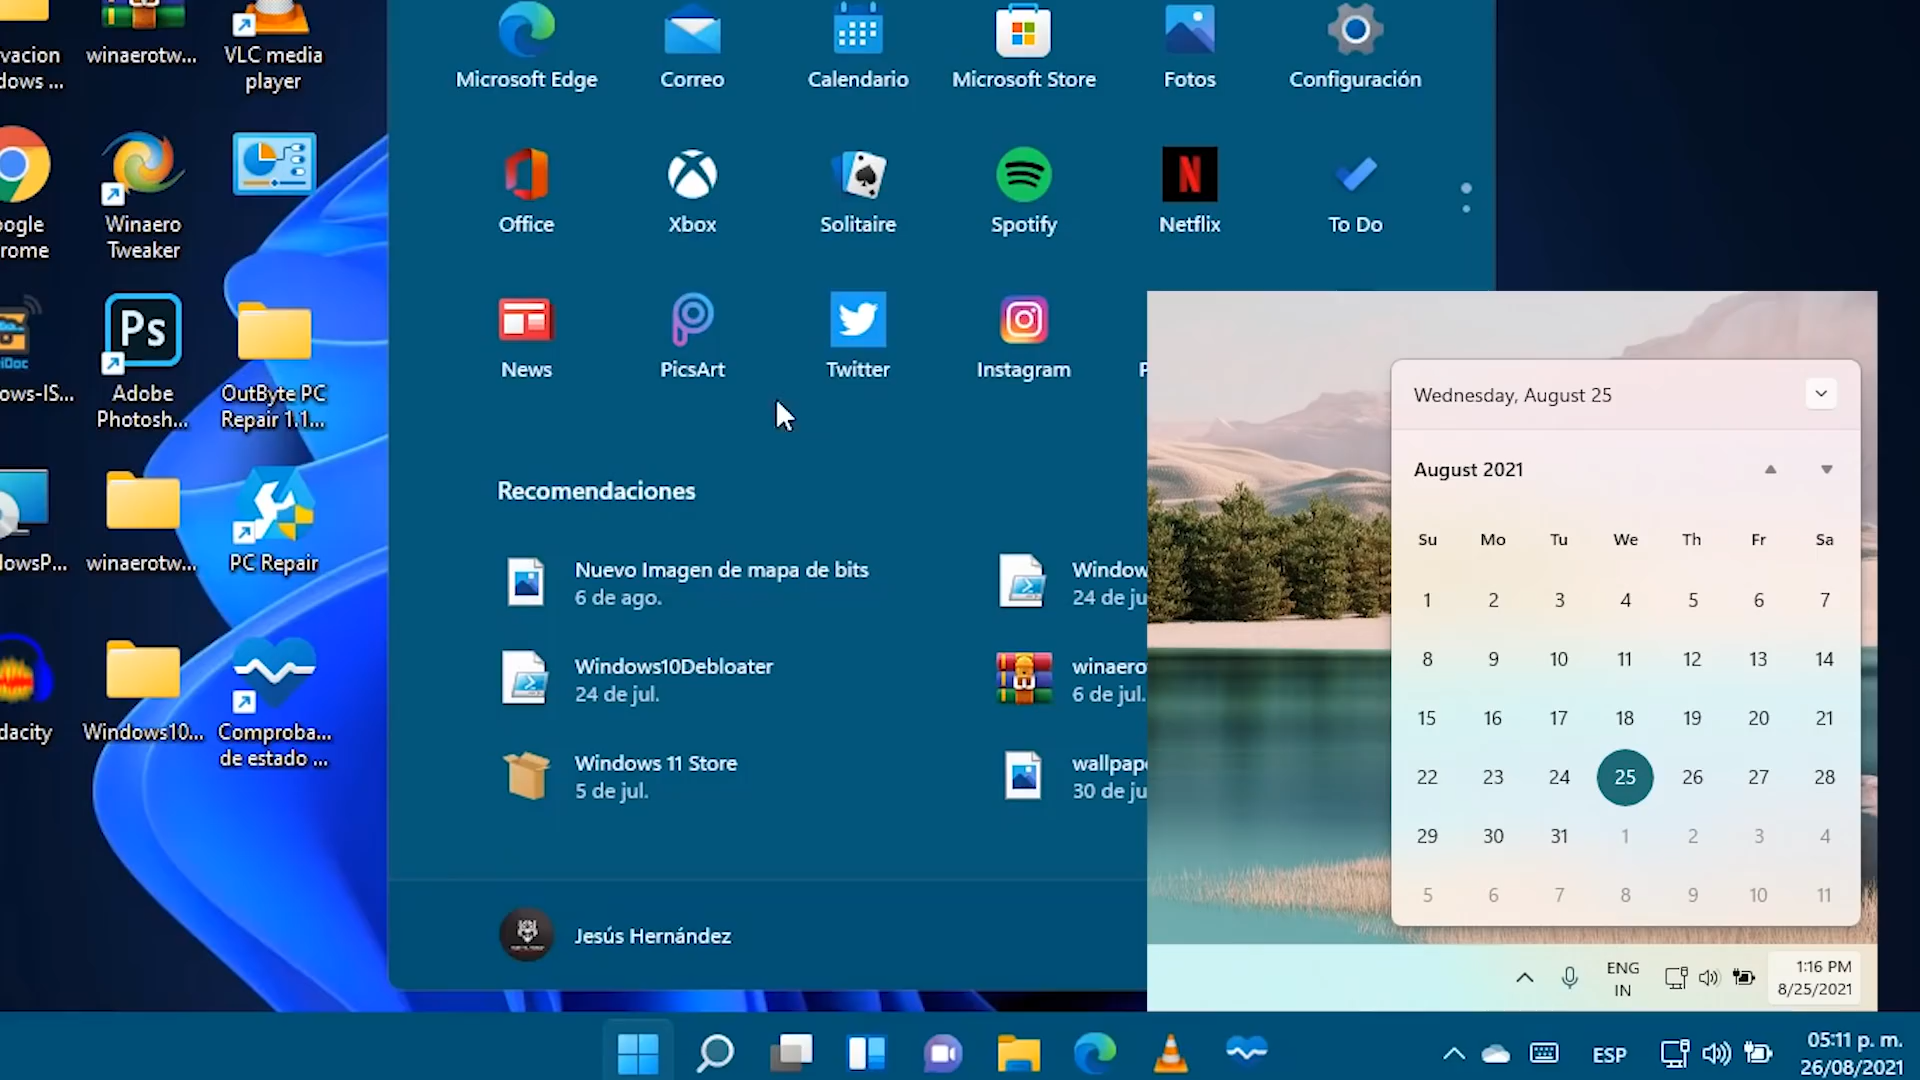 vacion
dows ...
winaerotw...
VLC media
player
ogle
rome
Winaero
Tweaker
ows-IS...
Ps
Adobe
Photosh...
OutByte PC
Repair 1.1...
dowsP...
winaerotw...
PC Repair
dacity
Windows10...
Comproba...
de estado ...
Microsoft Edge
Correo
Calendario
Microsoft Store
Fotos
Configuración
Office
Xbox
Solitaire
Spotify
N
Netflix
To Do
News
PicsArt
Twitter
Instagram
Recomendaciones
Nuevo Imagen de mapa de bits
6 de ago.
Window
24 de ju
Windows10Debloater
24 de jul.
winaero
6 de jul.
Windows 11 Store
5 de jul.
wallpap
30 de ju
Jesús Hernández
Wednesday, August 25
August 2021
Su Mo Tu We Th Fr Sa
1 2 3 4 5 6 7
8 9 10 11 12 13 14
15 16 17 18 19 20 21
22 23 24 25 26 27 28
29 30 31 1 2 3 4
5 6 7 8 9 10 11
ENG
IN
1:16 PM
8/25/2021
ESP
05:11 p. m.
26/08/2021